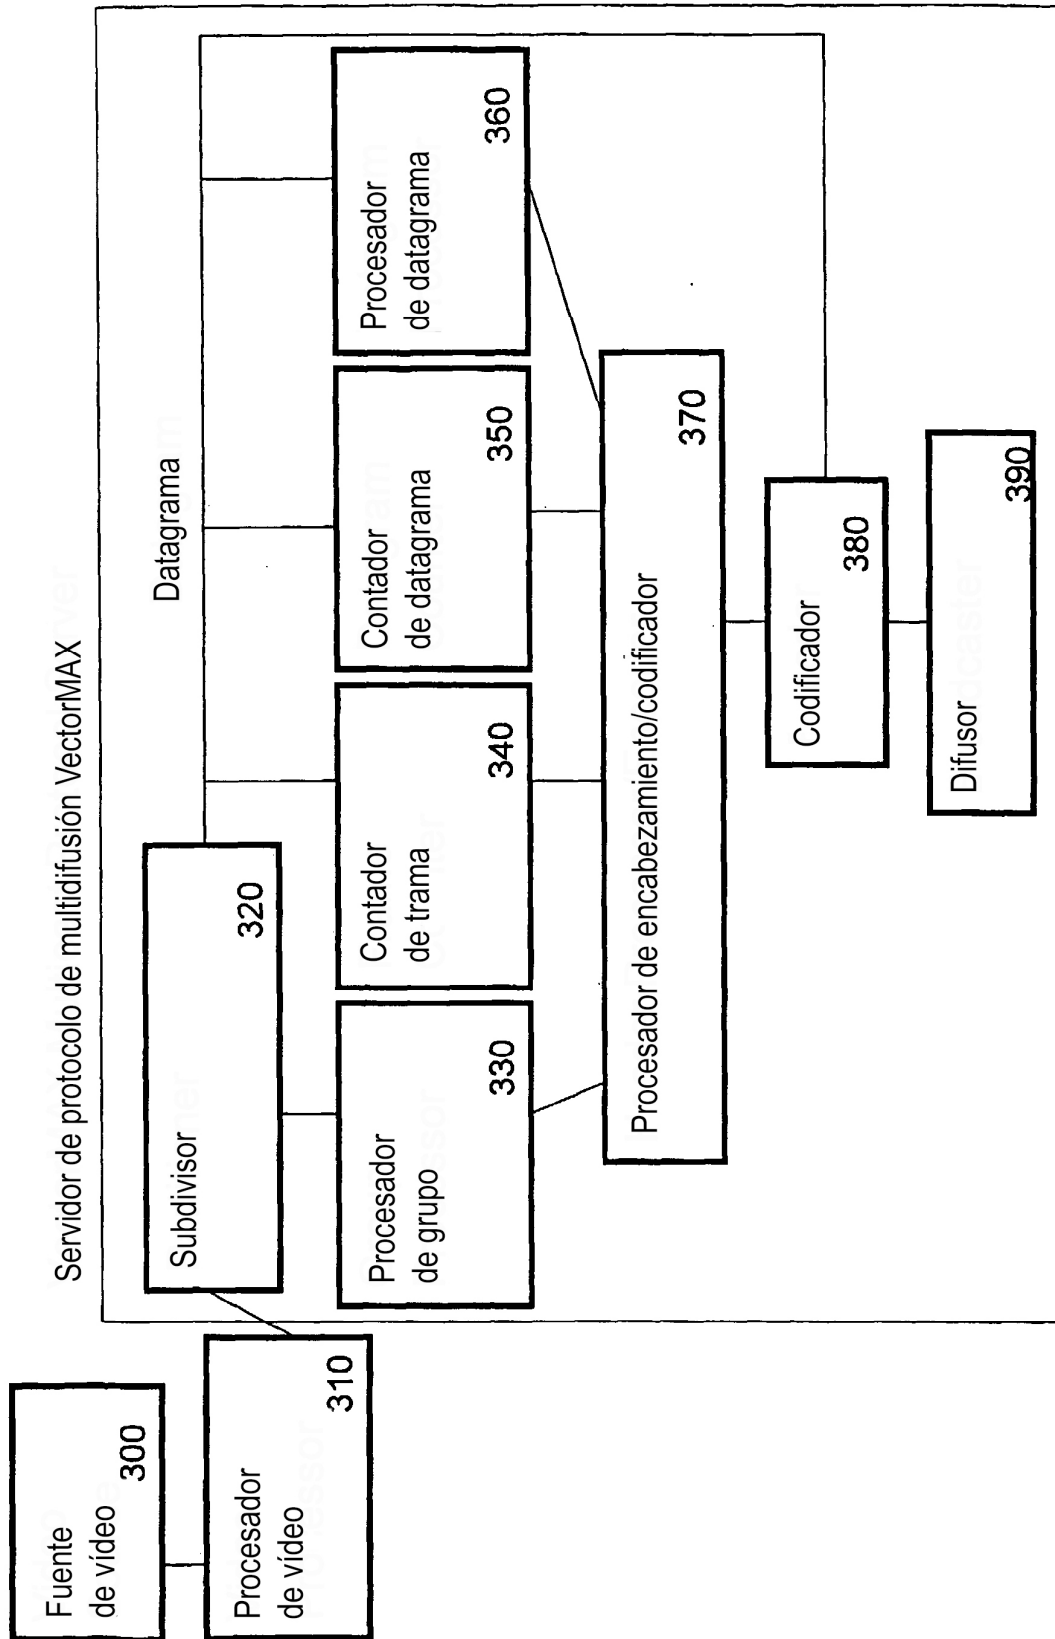 Servidor de protocolo de multidifusión VectorMAX
Fuente
de vídeo
300
Procesador
de vídeo
310
Subdivisor
320
Datagrama
Procesador
de grupo
330
Contador
de trama
340
Contador
de datagrama
350
Procesador
de datagrama
360
Procesador de encabezamiento/codificador
370
Codificador
380
Difusor
390